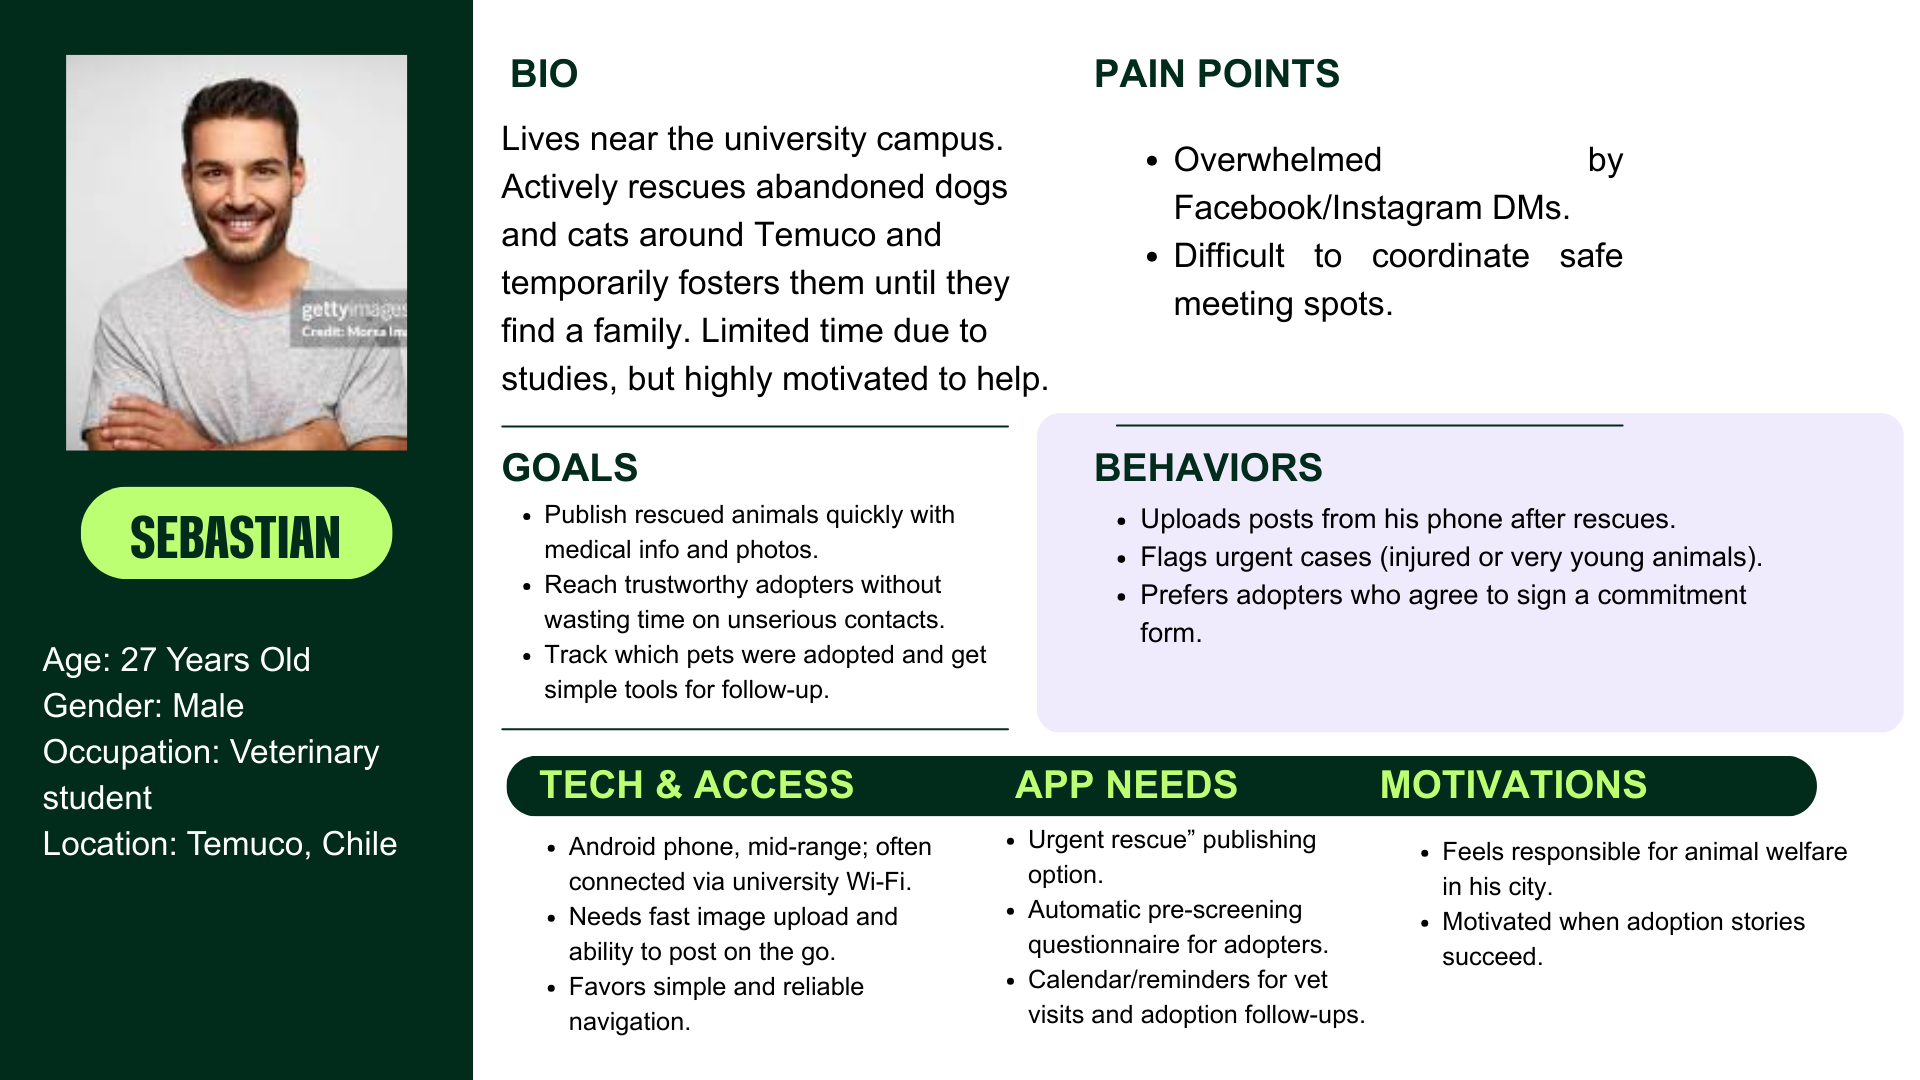 gettyimages
Credit: Morsa
SEBASTIAN
Age: 27 Years Old
Gender: Male
Occupation: Veterinary
student
Location: Temuco, Chile
BIO
Lives near the university campus.
Actively rescues abandoned dogs
and cats around Temuco and
temporarily fosters them until they
find a family. Limited time due to
studies, but highly motivated to help.
PAIN POINTS
• Overwhelmed by
Facebook/Instagram DMs.
• Difficult to coordinate safe
meeting spots.
GOALS
• Publish rescued animals quickly with
medical info and photos.
• Reach trustworthy adopters without
wasting time on unserious contacts.
• Track which pets were adopted and get
simple tools for follow-up.
BEHAVIORS
• Uploads posts from his phone after rescues.
• Flags urgent cases (injured or very young animals).
• Prefers adopters who agree to sign a commitment
form.
TECH & ACCESS
• Android phone, mid-range; often
connected via university Wi-Fi.
• Needs fast image upload and
ability to post on the go.
• Favors simple and reliable
navigation.
APP NEEDS
• Urgent rescue” publishing
option.
• Automatic pre-screening
questionnaire for adopters.
• Calendar/reminders for vet
visits and adoption follow-ups.
MOTIVATIONS
• Feels responsible for animal welfare
in his city.
• Motivated when adoption stories
succeed.